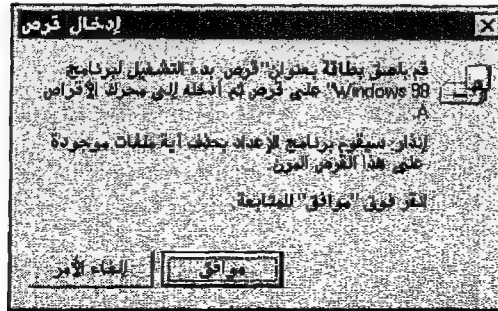 إدخال قرص
قم بلصق بطاقة بعنوان "قرص بدء التشغيل لبرنامج
Windows 98" على قرص ثم أدخله إلى محرك الأقراص
A.
إنذار: سيقوم برنامج الإعداد بحذف أية ملفات موجودة
على هذا القرص المرن.
انقر فوق "موافق" للمتابعة.
موافق
إلغاء الأمر